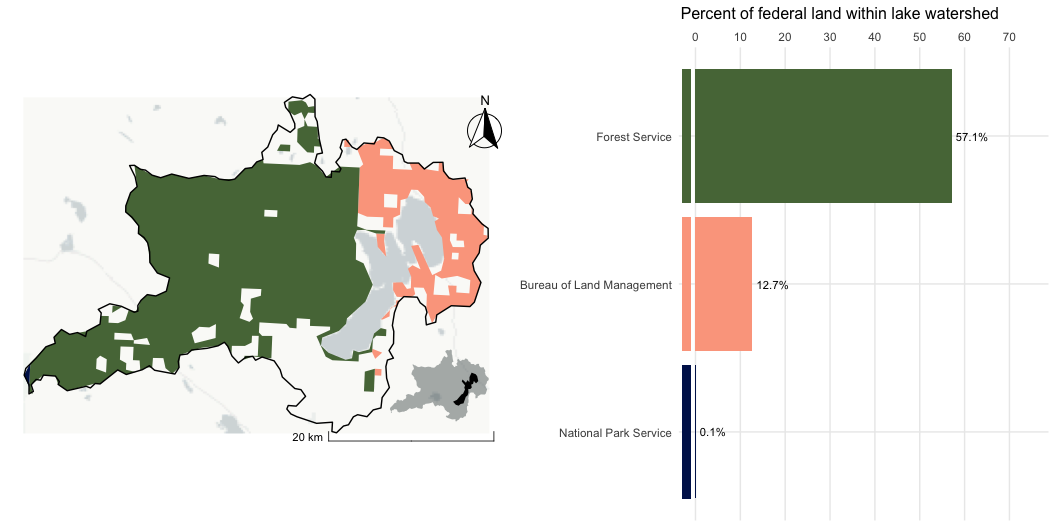 Percent of federal land within lake watershed
0 10 20 30 40 50 60 70
N
Forest Service
57.1%
Bureau of Land Management
12.7%
National Park Service
0.1%
20 km